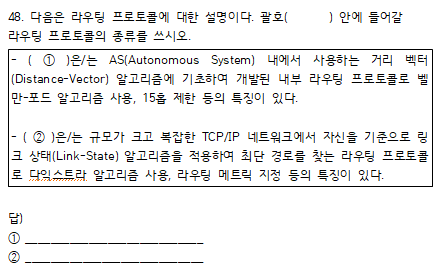 48. 다음은 라우팅 프로토콜에 대한 설명이다. 괄호(        ) 안에 들어갈
라우팅 프로토콜의 종류를 쓰시오.
- ( ① )은/는 AS(Autonomous System) 내에서 사용하는 거리 벡터
(Distance-Vector) 알고리즘에 기초하여 개발된 내부 라우팅 프로토콜로 벨
만-포드 알고리즘 사용, 15홉 제한 등의 특징이 있다.
- ( ② )은/는 규모가 크고 복잡한 TCP/IP 네트워크에서 자신을 기준으로 링
크 상태(Link-State) 알고리즘을 적용하여 최단 경로를 찾는 라우팅 프로토콜
로 다익스트라 알고리즘 사용, 라우팅 메트릭 지정 등의 특징이 있다.
답)
① ___________________________
② ___________________________